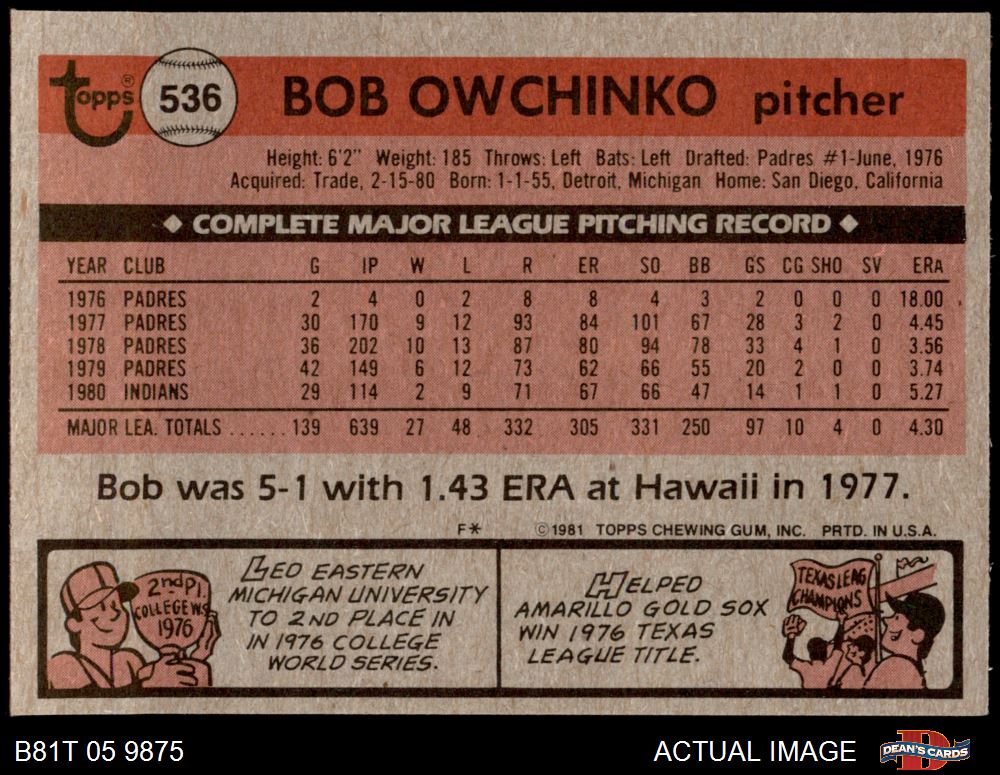 Topps ® 536 BOB OWCHINKO pitcher
Height: 6'2" Weight: 185 Throws: Left Bats: Left Drafted: Padres #1-June, 1976
Acquired: Trade, 2-15-80 Born: 1-1-55, Detroit, Michigan Home: San Diego, California
◆ COMPLETE MAJOR LEAGUE PITCHING RECORD ◆
YEAR CLUB G IP W L R ER SO BB GS CG SHO SV ERA
1976 PADRES 2 4 0 2 8 8 4 3 2 0 0 0 18.00
1977 PADRES 30 170 9 12 93 84 101 67 28 3 2 0 4.45
1978 PADRES 36 202 10 13 87 80 94 78 33 4 1 0 3.56
1979 PADRES 42 149 6 12 73 62 66 55 20 2 0 0 3.74
1980 INDIANS 29 114 2 9 71 67 66 47 14 1 1 0 5.27
MAJOR LEA. TOTALS ...... 139 639 27 48 332 305 331 250 97 10 4 0 4.30
Bob was 5-1 with 1.43 ERA at Hawaii in 1977.
F* ©1981 TOPPS CHEWING GUM, INC. PRTD. IN U.S.A.
2nd Pl.
COLLEGE W.S.
1976
LED EASTERN
MICHIGAN UNIVERSITY
TO 2ND PLACE IN
IN 1976 COLLEGE
WORLD SERIES.
HELPED
AMARILLO GOLD SOX
WIN 1976 TEXAS
LEAGUE TITLE.
TEXAS LEAG
CHAMPIONS
B81T 05 9875 ACTUAL IMAGE DEAN'S CARDS